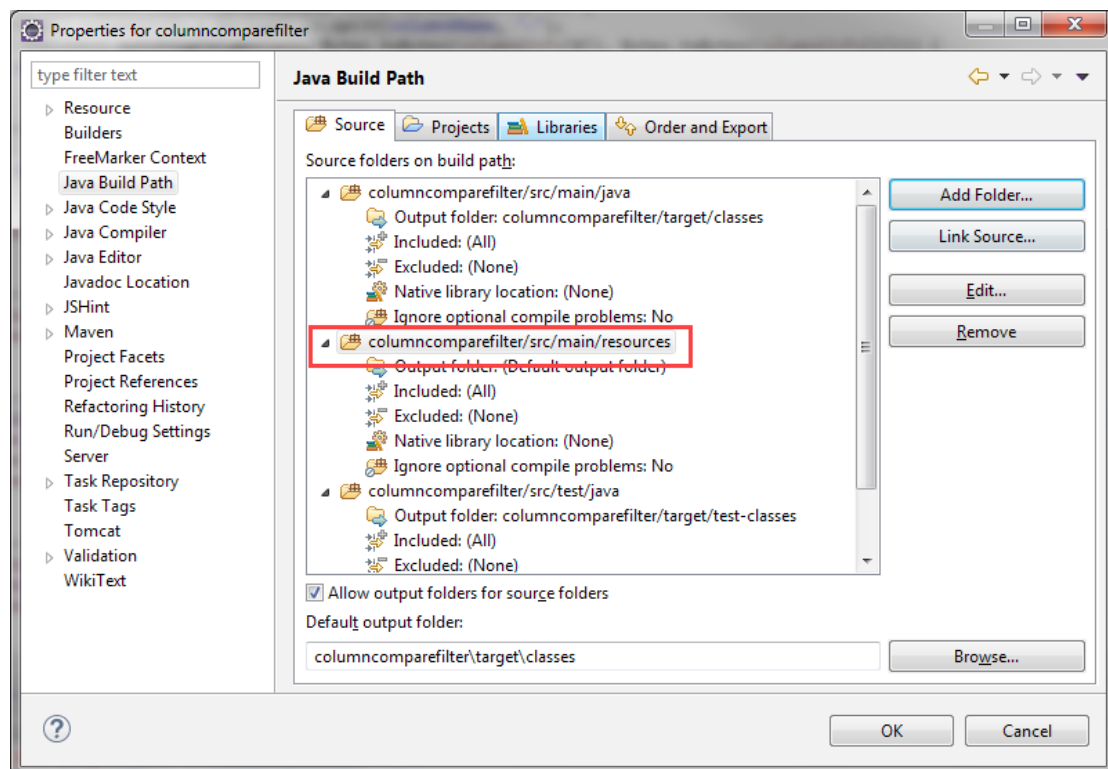 Properties for columncomparefilter
type filter text
Resource
Builders
FreeMarker Context
Java Build Path
Java Code Style
Java Compiler
Java Editor
Javadoc Location
JSHint
Maven
Project Facets
Project References
Refactoring History
Run/Debug Settings
Server
Task Repository
Task Tags
Tomcat
Validation
WikiText
Java Build Path
Source Projects Libraries Order and Export
Source folders on build path:
columncomparefilter/src/main/java
Output folder: columncomparefilter/target/classes
Included: (All)
Excluded: (None)
Native library location: (None)
Ignore optional compile problems: No
columncomparefilter/src/main/resources
Output folder: (Default output folder)
Included: (All)
Excluded: (None)
Native library location: (None)
Ignore optional compile problems: No
columncomparefilter/src/test/java
Output folder: columncomparefilter/target/test-classes
Included: (All)
Excluded: (None)
Add Folder...
Link Source...
Edit...
Remove
Allow output folders for source folders
Default output folder:
columncomparefilter\target\classes
Browse...
OK
Cancel